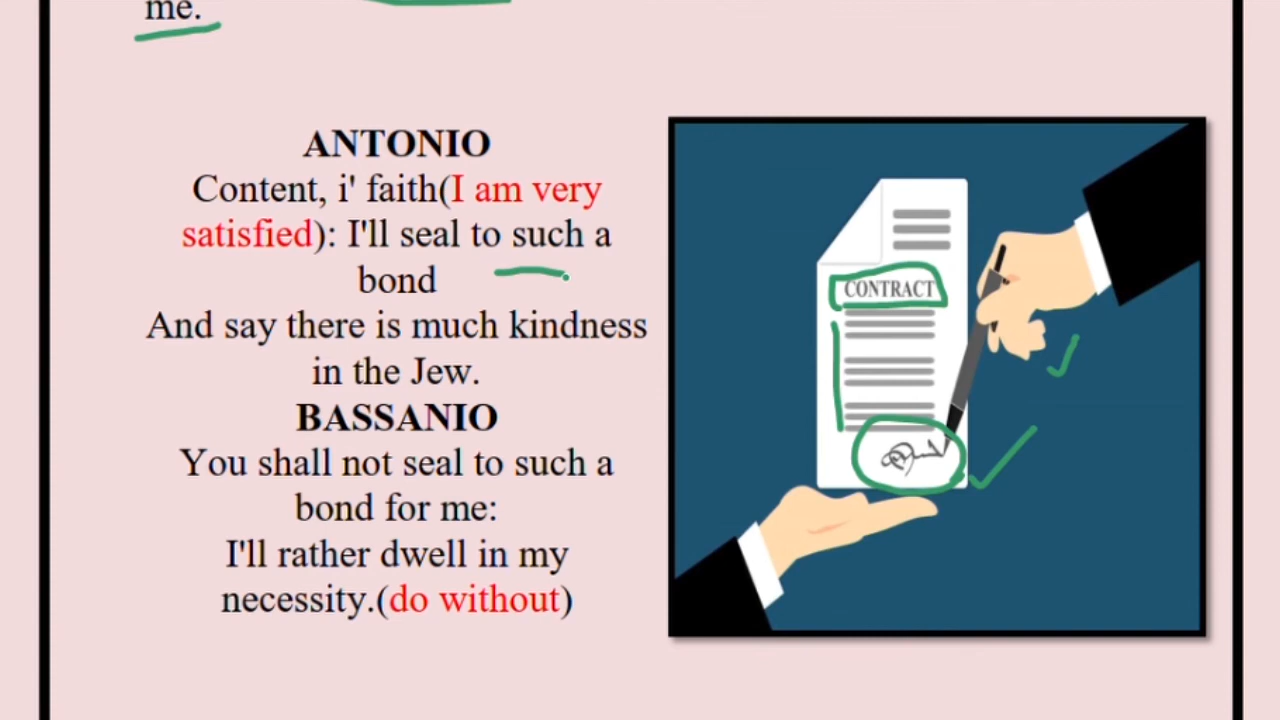 me.
ANTONIO
Content, i' faith(I am very
satisfied): I'll seal to such a
bond
And say there is much kindness
in the Jew.
BASSANIO
You shall not seal to such a
bond for me:
I'll rather dwell in my
necessity.(do without)
CONTRACT